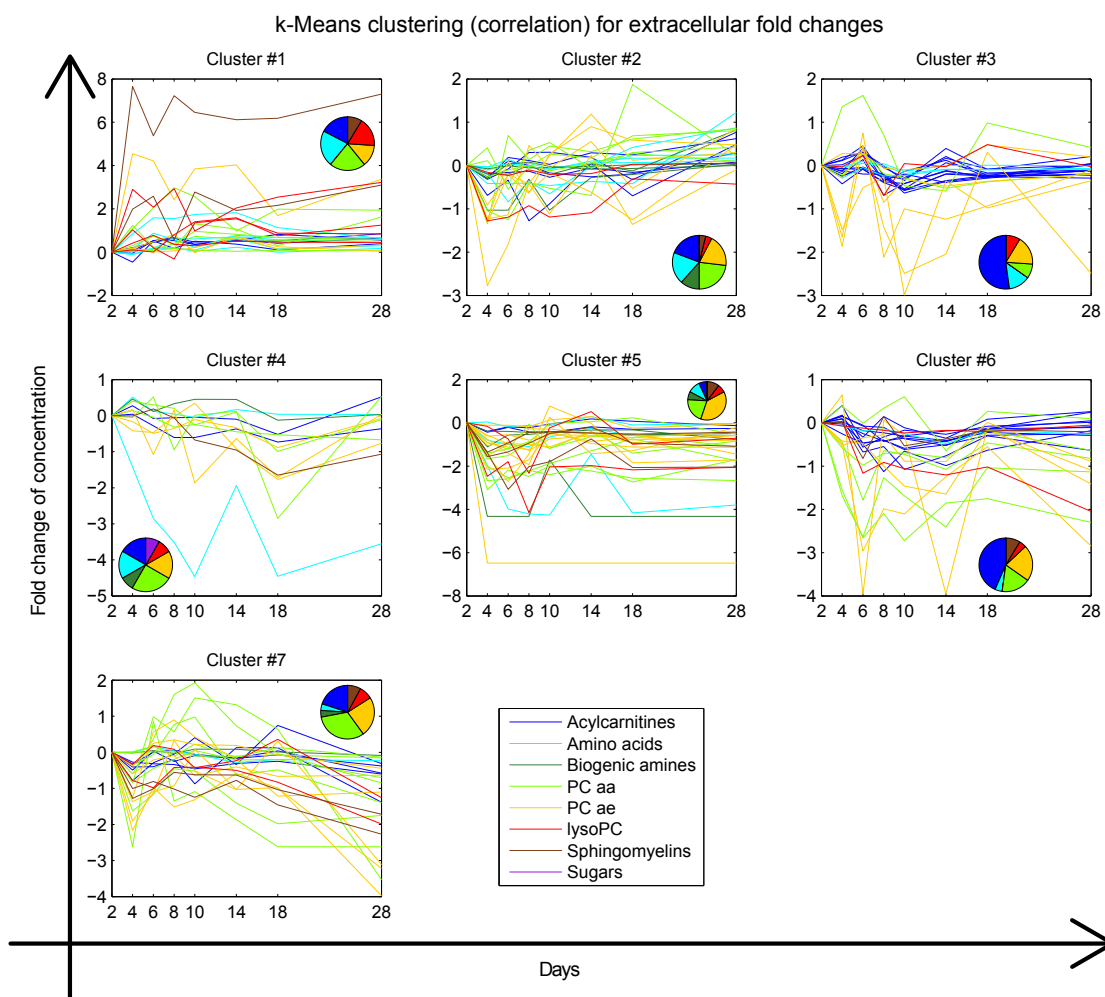 k-Means clustering (correlation) for extracellular fold changes
Cluster #1
8
6
4
2
0
−2
2 4 6 8 10 14 18 28
Cluster #2
2
1
0
−1
−2
−3
2 4 6 8 10 14 18 28
Cluster #3
2
1
0
−1
−2
−3
2 4 6 8 10 14 18 28
Fold change of concentration
Cluster #4
1
0
−1
−2
−3
−4
−5
2 4 6 8 10 14 18 28
Cluster #5
2
0
−2
−4
−6
−8
2 4 6 8 10 14 18 28
Cluster #6
1
0
−1
−2
−3
−4
2 4 6 8 10 14 18 28
Cluster #7
2
1
0
−1
−2
−3
−4
2 4 6 8 10 14 18 28
Acylcarnitines
Amino acids
Biogenic amines
PC aa
PC ae
lysoPC
Sphingomyelins
Sugars
Days